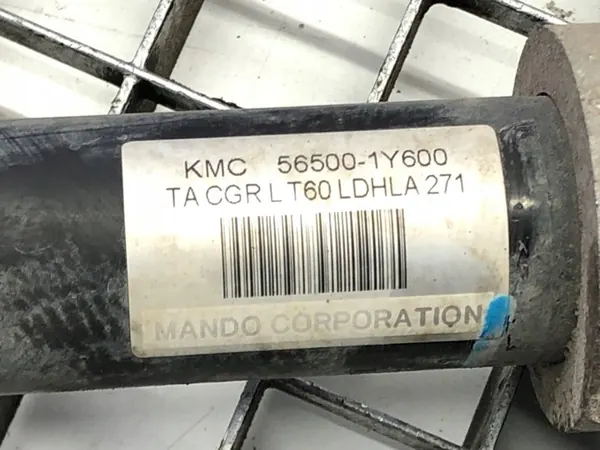 KMC 56500-1Y600
TA CGR L T60 LDHLA 271
MANDO CORPORATION